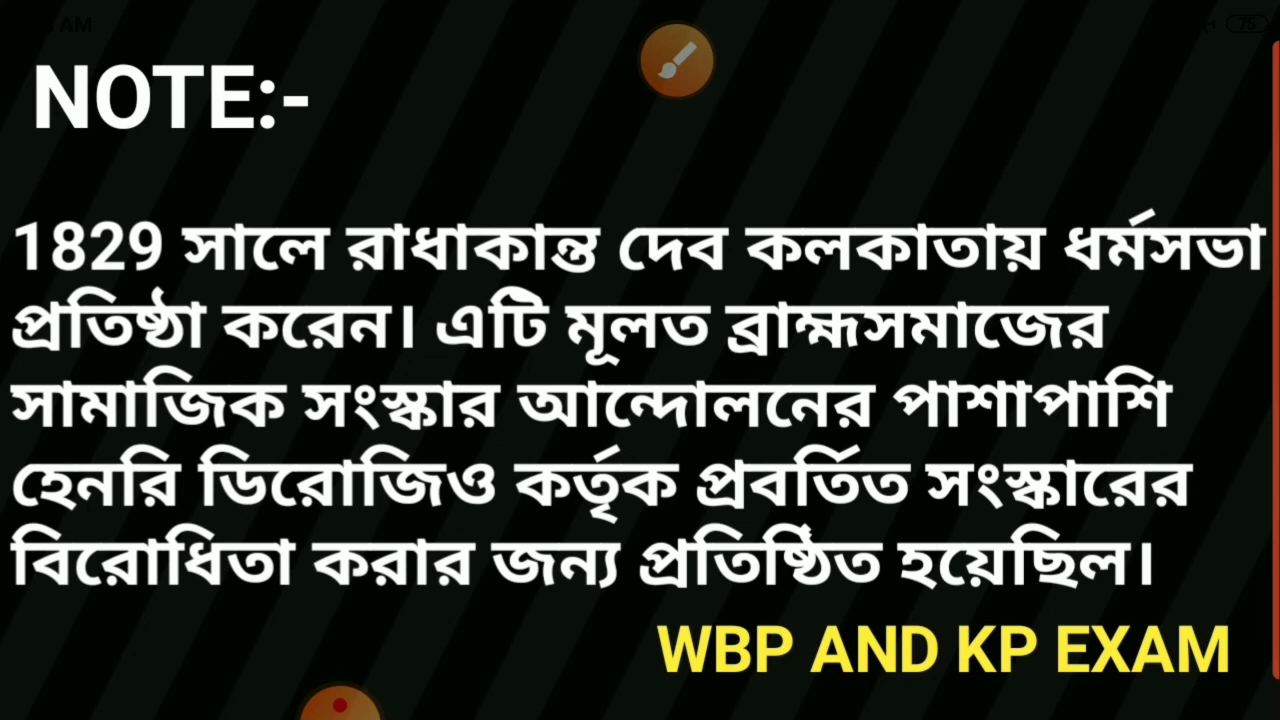 NOTE:-
1829 সালে রাধাকান্ত দেব কলকাতায় ধর্মসভা
প্রতিষ্ঠা করেন। এটি মূলত ব্রাহ্মসমাজের
সামাজিক সংস্কার আন্দোলনের পাশাপাশি
হেনরি ডিরোজিও কর্তৃক প্রবর্তিত সংস্কারের
বিরোধিতা করার জন্য প্রতিষ্ঠিত হয়েছিল।
WBP AND KP EXAM